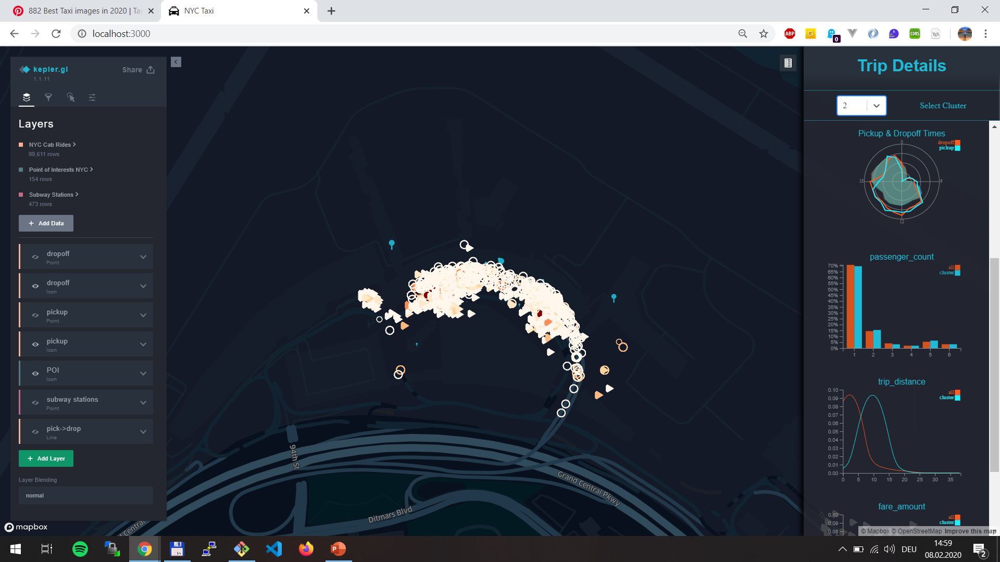 882 Best Taxi images in 2020 | Ta
NYC Taxi
localhost:3000
ABP
G
0
CORS
TEX
kepler.gl
1.1.11
Share
Layers
NYC Cab Rides
99,611 rows
Point of Interests NYC
154 rows
Subway Stations
473 rows
+ Add Data
dropoff
Point
dropoff
Icon
pickup
Point
pickup
Icon
POI
Icon
subway stations
Point
pick->drop
Line
+ Add Layer
Layer Blending
normal
mapbox
94th St
Grand Central Pkwy
Ditmars Blvd
Central
Trip Details
2
Select Cluster
Pickup & Dropoff Times
dropoff
pickup
0
18
6
12
passenger_count
all
cluster
70%
65%
60%
55%
50%
45%
40%
35%
30%
25%
20%
15%
10%
5%
0%
1 2 3 4 5 6
trip_distance
all
cluster
0.10
0.09
0.08
0.07
0.06
0.05
0.04
0.03
0.02
0.01
0.00
0 5 10 15 20 25 30 35
fare_amount
all
cluster
0.10
0.09
0.08
© Mapbox © OpenStreetMap Improve this map
64
P
DEU
14:59
08.02.2020
2